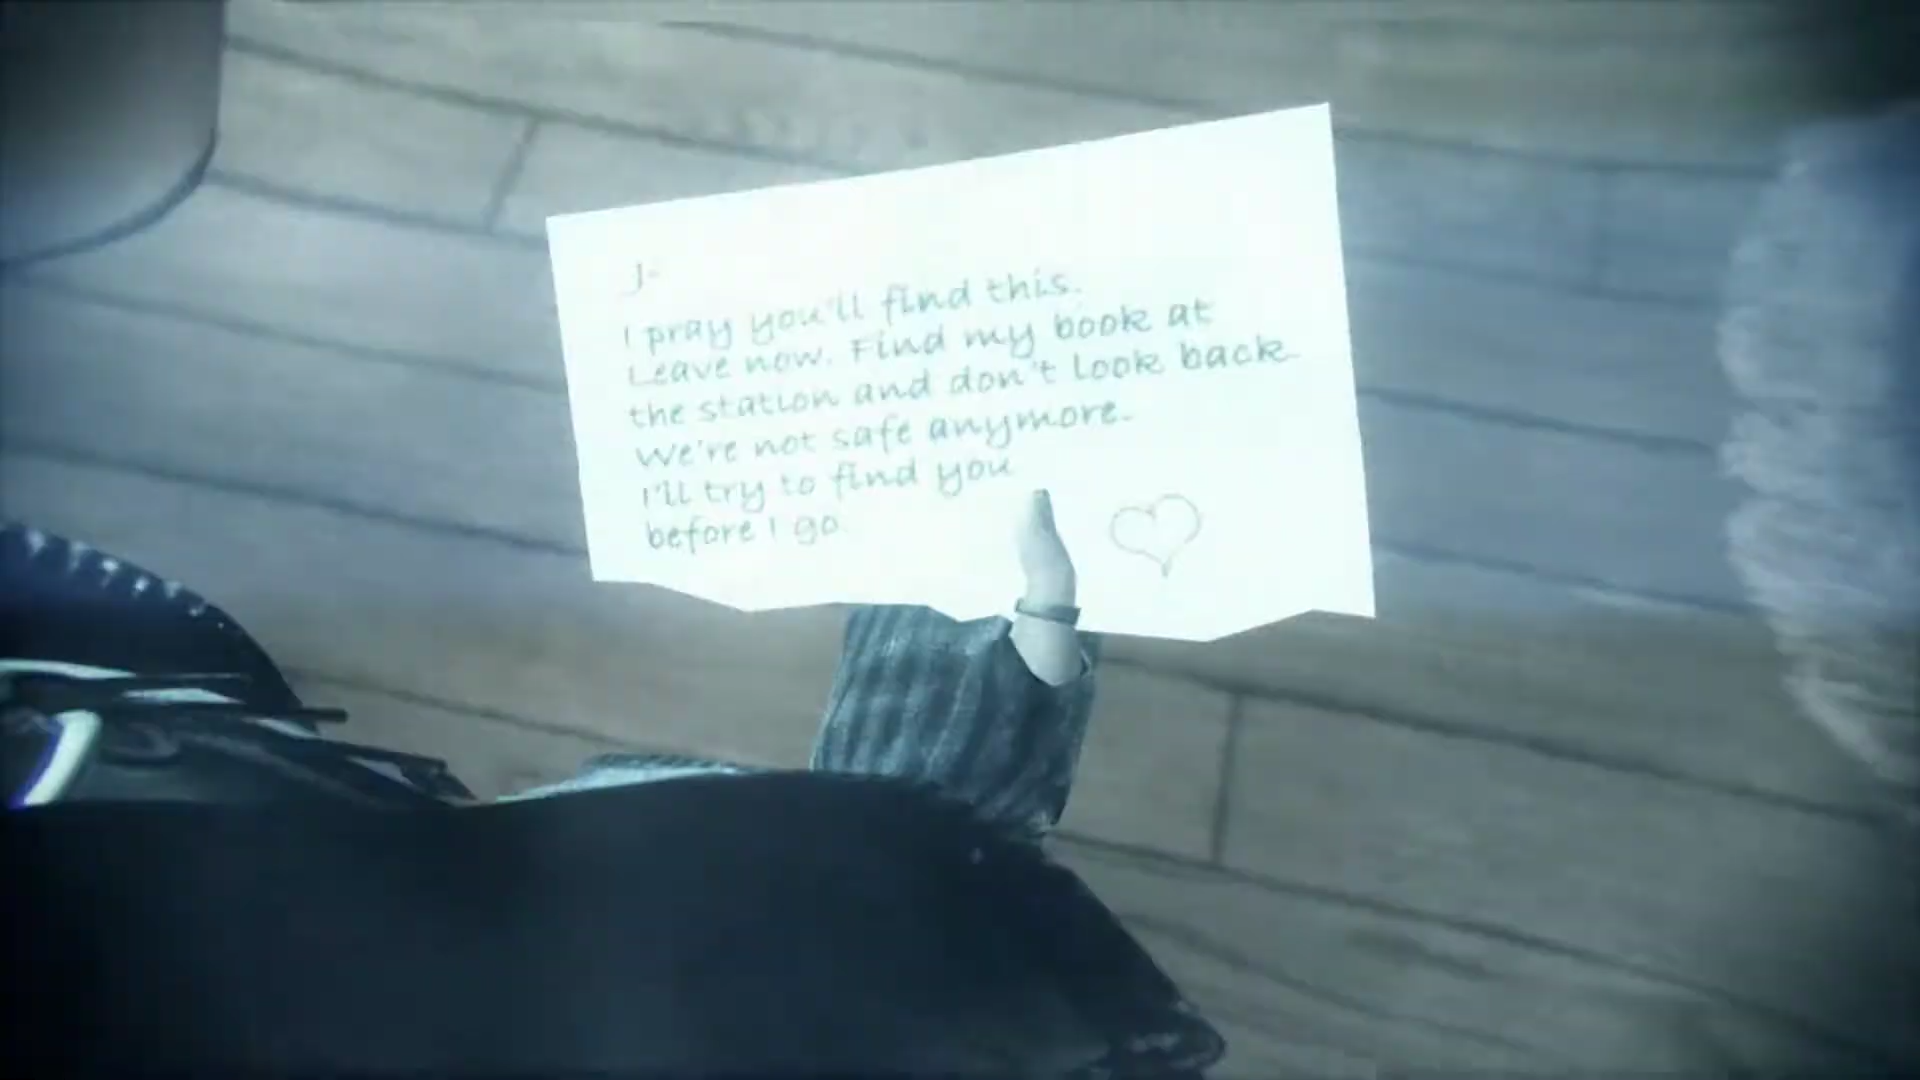 J-
I pray you'll find this.
Leave now. Find my book at
the station and don't look back.
We're not safe anymore.
I'll try to find you
before I go.